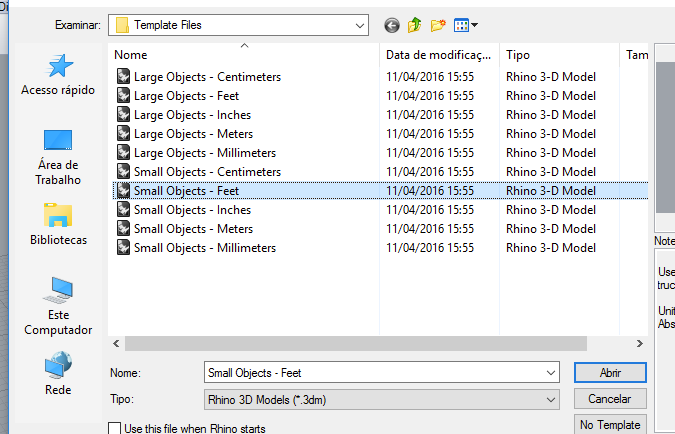 Di
Examinar: Template Files
Nome Data de modificaç... Tipo Tam
Large Objects - Centimeters 11/04/2016 15:55 Rhino 3-D Model
Large Objects - Feet 11/04/2016 15:55 Rhino 3-D Model
Large Objects - Inches 11/04/2016 15:55 Rhino 3-D Model
Large Objects - Meters 11/04/2016 15:55 Rhino 3-D Model
Large Objects - Millimeters 11/04/2016 15:55 Rhino 3-D Model
Small Objects - Centimeters 11/04/2016 15:55 Rhino 3-D Model
Small Objects - Feet 11/04/2016 15:55 Rhino 3-D Model
Small Objects - Inches 11/04/2016 15:55 Rhino 3-D Model
Small Objects - Meters 11/04/2016 15:55 Rhino 3-D Model
Small Objects - Millimeters 11/04/2016 15:55 Rhino 3-D Model
Acesso rápido
Área de
Trabalho
Bibliotecas
Este
Computador
Rede
Note
Use
truc
Unit
Abs
Nome: Small Objects - Feet Abrir
Tipo: Rhino 3D Models (*.3dm) Cancelar
Use this file when Rhino starts No Template